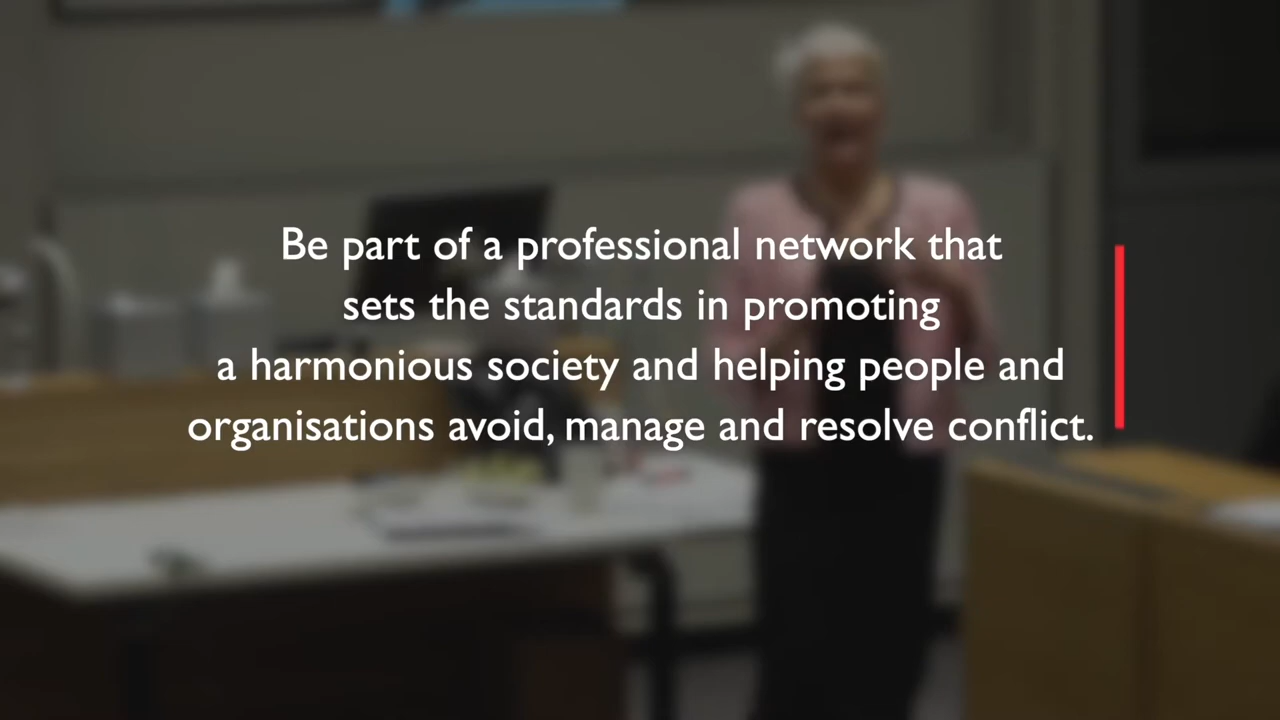 Be part of a professional network that
sets the standards in promoting
a harmonious society and helping people and
organisations avoid, manage and resolve conflict.